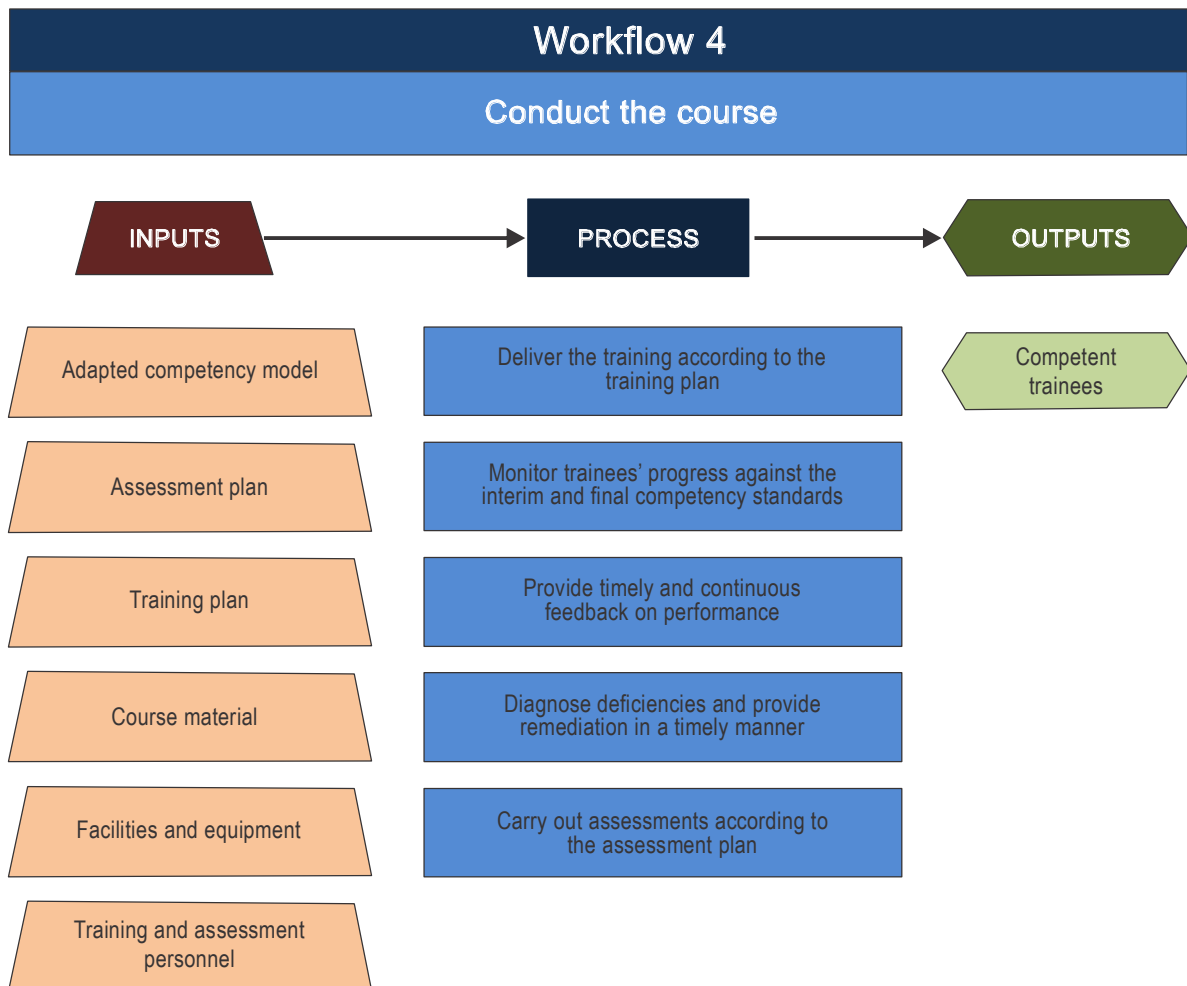 Workflow 4
Conduct the course
INPUTS
PROCESS
OUTPUTS
Adapted competency model
Assessment plan
Training plan
Course material
Facilities and equipment
Training and assessment
personnel
Deliver the training according to the
training plan
Monitor trainees’ progress against the
interim and final competency standards
Provide timely and continuous
feedback on performance
Diagnose deficiencies and provide
remediation in a timely manner
Carry out assessments according to
the assessment plan
Competent
trainees